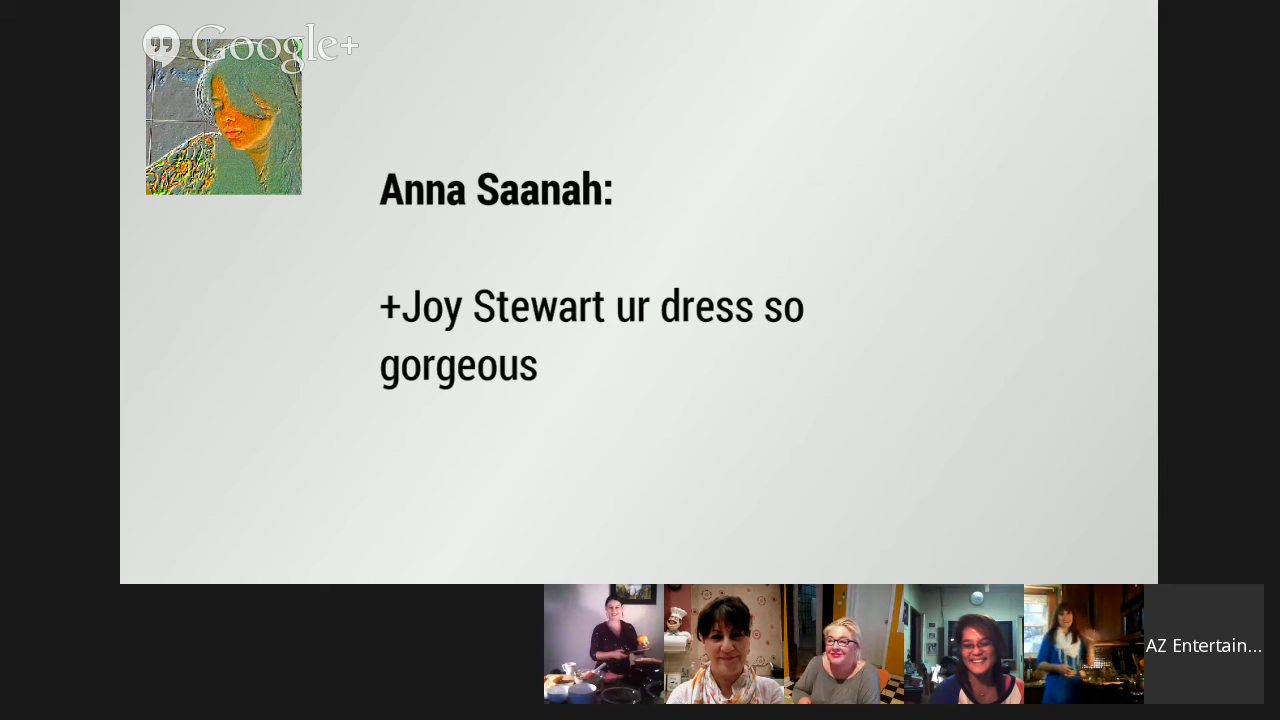 Google+
Anna Saanah:
+Joy Stewart ur dress so
gorgeous
AZ Entertain...